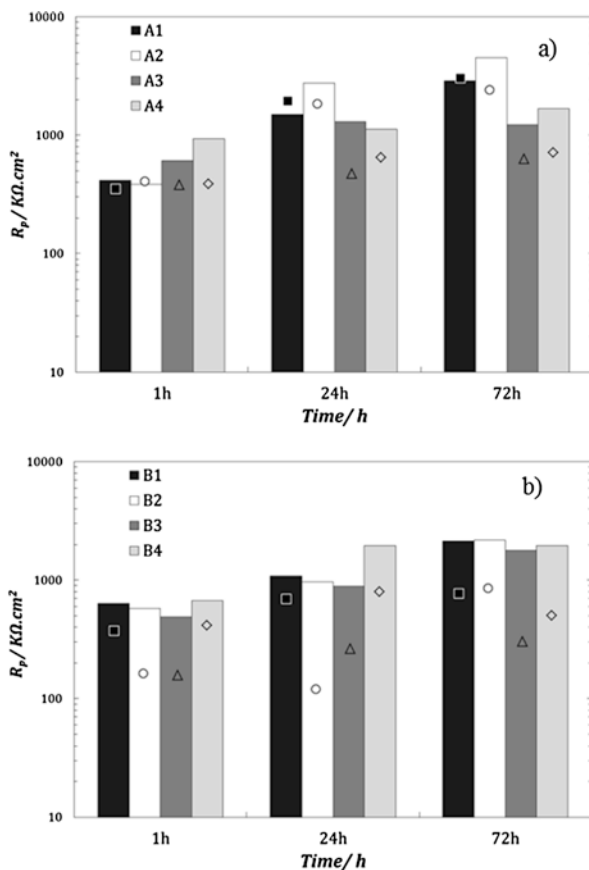 10000
a)
A1
A2
A3
A4
1000
100
10
R_p / KΩ.cm²
1h
24h
72h
Time/ h
10000
b)
B1
B2
B3
B4
1000
100
10
R_p / KΩ.cm²
1h
24h
72h
Time/ h